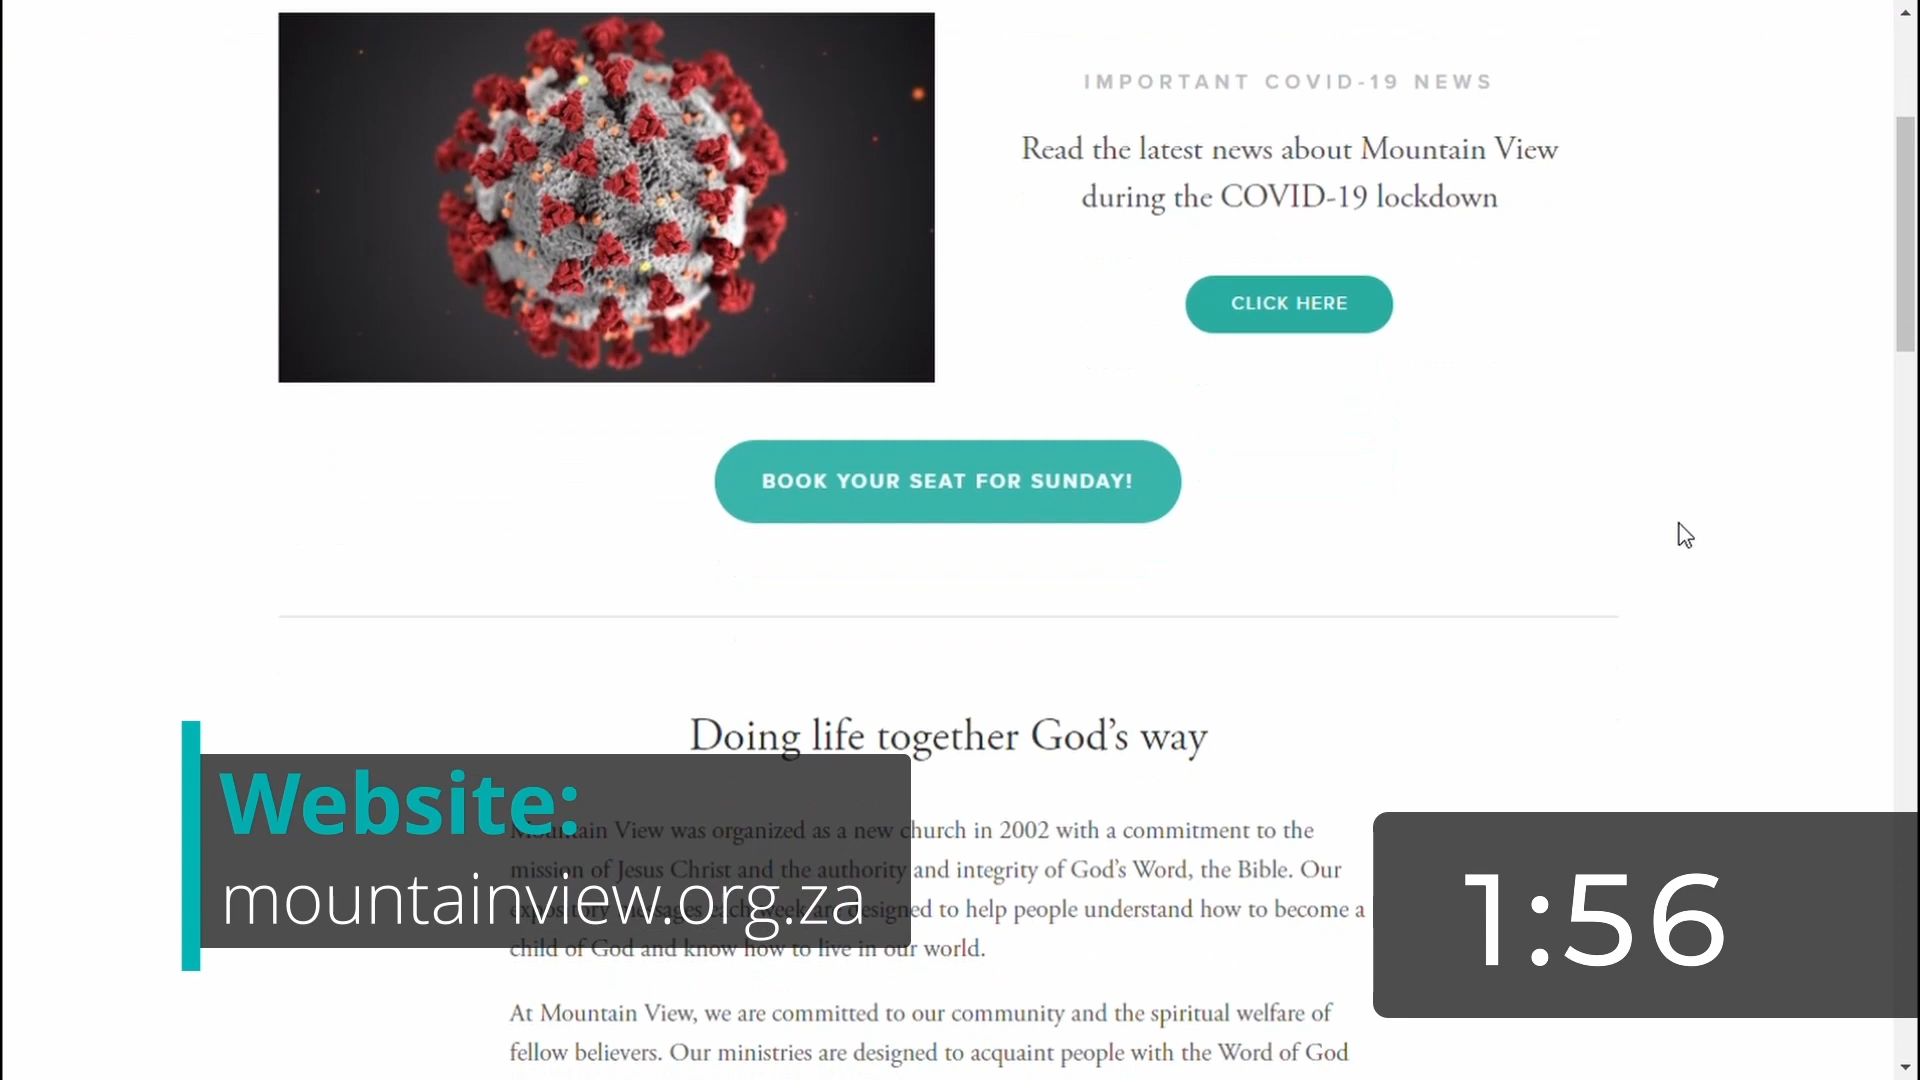 IMPORTANT COVID-19 NEWS
Read the latest news about Mountain View
during the COVID-19 lockdown
CLICK HERE
BOOK YOUR SEAT FOR SUNDAY!
Doing life together God's way
Mountain View was organized as a new church in 2002 with a commitment to the
mission of Jesus Christ and the authority and integrity of God's Word, the Bible. Our
expository messages each week are designed to help people understand how to become a
child of God and know how to live in our world.
At Mountain View, we are committed to our community and the spiritual welfare of
fellow believers. Our ministries are designed to acquaint people with the Word of God
Website:
mountainview.org.za
1:56